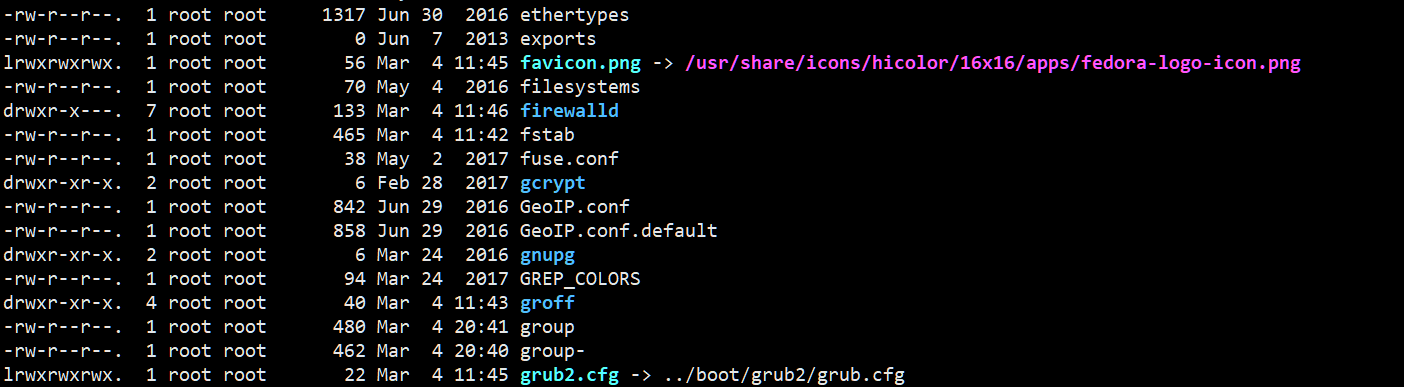 -rw-r--r--.  1 root root      1317 Jun 30  2016 ethertypes
-rw-r--r--.  1 root root         0 Jun  7  2013 exports
lrwxrwxrwx.  1 root root        56 Mar  4 11:45 favicon.png -> /usr/share/icons/hicolor/16x16/apps/fedora-logo-icon.png
-rw-r--r--.  1 root root        70 May  4  2016 filesystems
drwxr-x---.  7 root root       133 Mar  4 11:46 firewalld
-rw-r--r--.  1 root root       465 Mar  4 11:42 fstab
-rw-r--r--.  1 root root        38 May  2  2017 fuse.conf
drwxr-xr-x.  2 root root         6 Feb 28  2017 gcrypt
-rw-r--r--.  1 root root       842 Jun 29  2016 GeoIP.conf
-rw-r--r--.  1 root root       858 Jun 29  2016 GeoIP.conf.default
drwxr-xr-x.  2 root root         6 Mar 24  2016 gnupg
-rw-r--r--.  1 root root        94 Mar 24  2017 GREP_COLORS
drwxr-xr-x.  4 root root        40 Mar  4 11:43 groff
-rw-r--r--.  1 root root       480 Mar  4 20:41 group
-rw-r--r--.  1 root root       462 Mar  4 20:40 group-
lrwxrwxrwx.  1 root root        22 Mar  4 11:45 grub2.cfg -> ../boot/grub2/grub.cfg